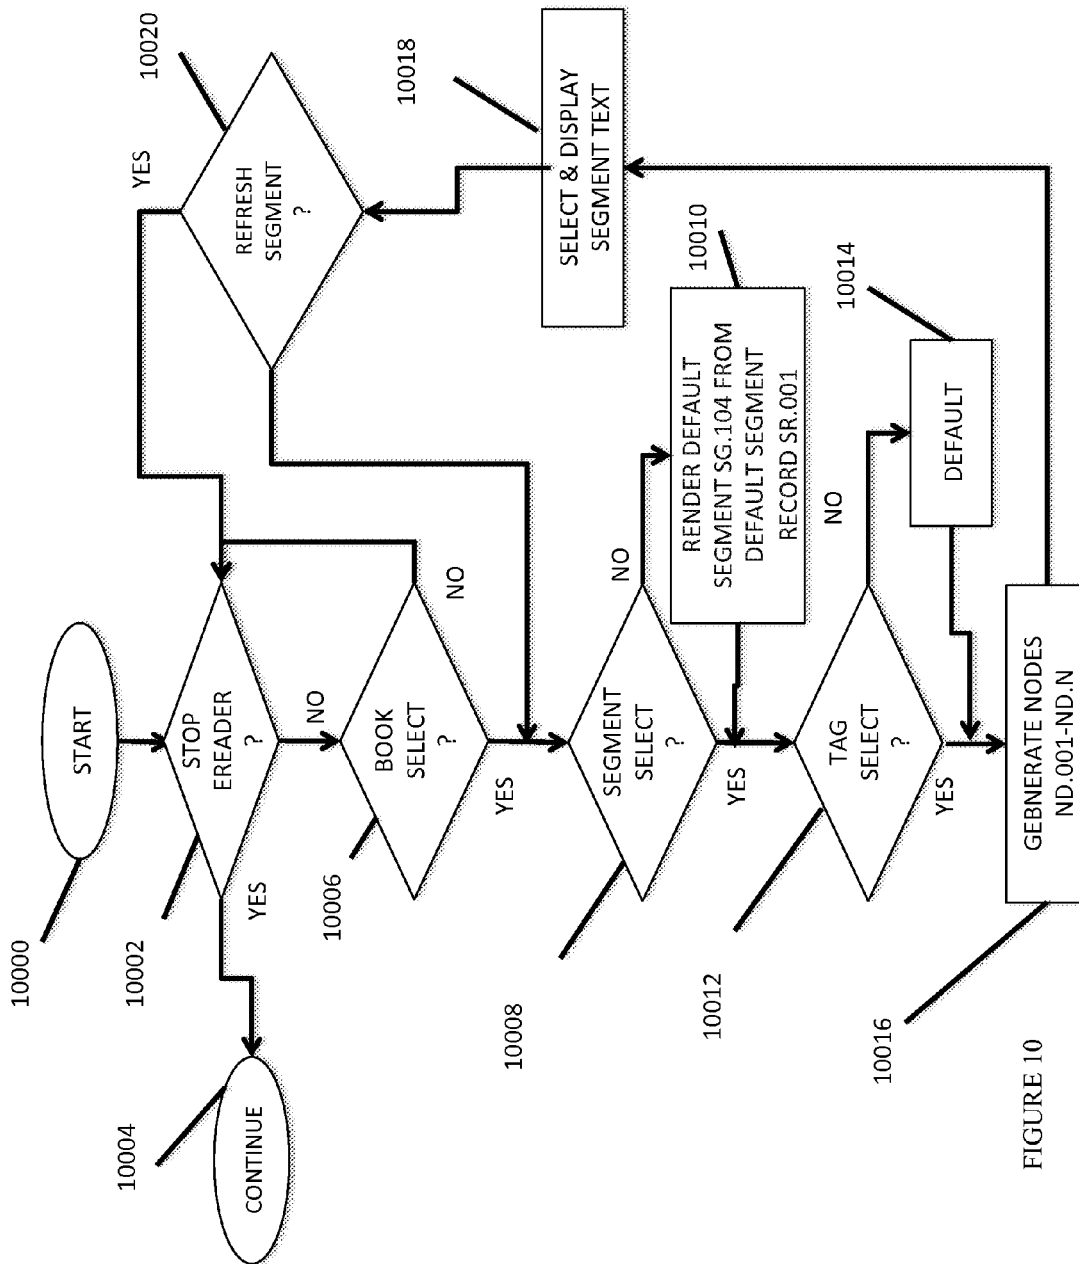 10000
START
10002
STOP
EREADER
?
YES
NO
10004
CONTINUE
10006
BOOK
SELECT
?
NO
YES
10008
SEGMENT
SELECT
?
NO
YES
10010
RENDER DEFAULT
SEGMENT SG.104 FROM
DEFAULT SEGMENT
RECORD SR.001
10012
TAG
SELECT
?
NO
YES
10014
DEFAULT
10016
GEBNERATE NODES
ND.001-ND.N
10018
SELECT & DISPLAY
SEGMENT TEXT
10020
REFRESH
SEGMENT
?
YES
FIGURE 10